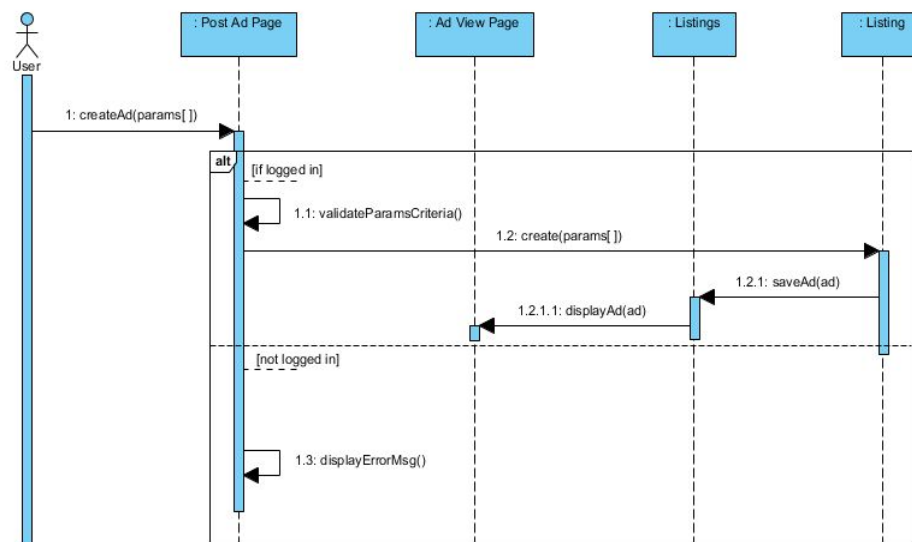 : Post Ad Page
: Ad View Page
: Listings
: Listing
User
1: createAd(params[ ])
alt
[if logged in]
1.1: validateParamsCriteria()
1.2: create(params[ ])
1.2.1: saveAd(ad)
1.2.1.1: displayAd(ad)
[not logged in]
1.3: displayErrorMsg()